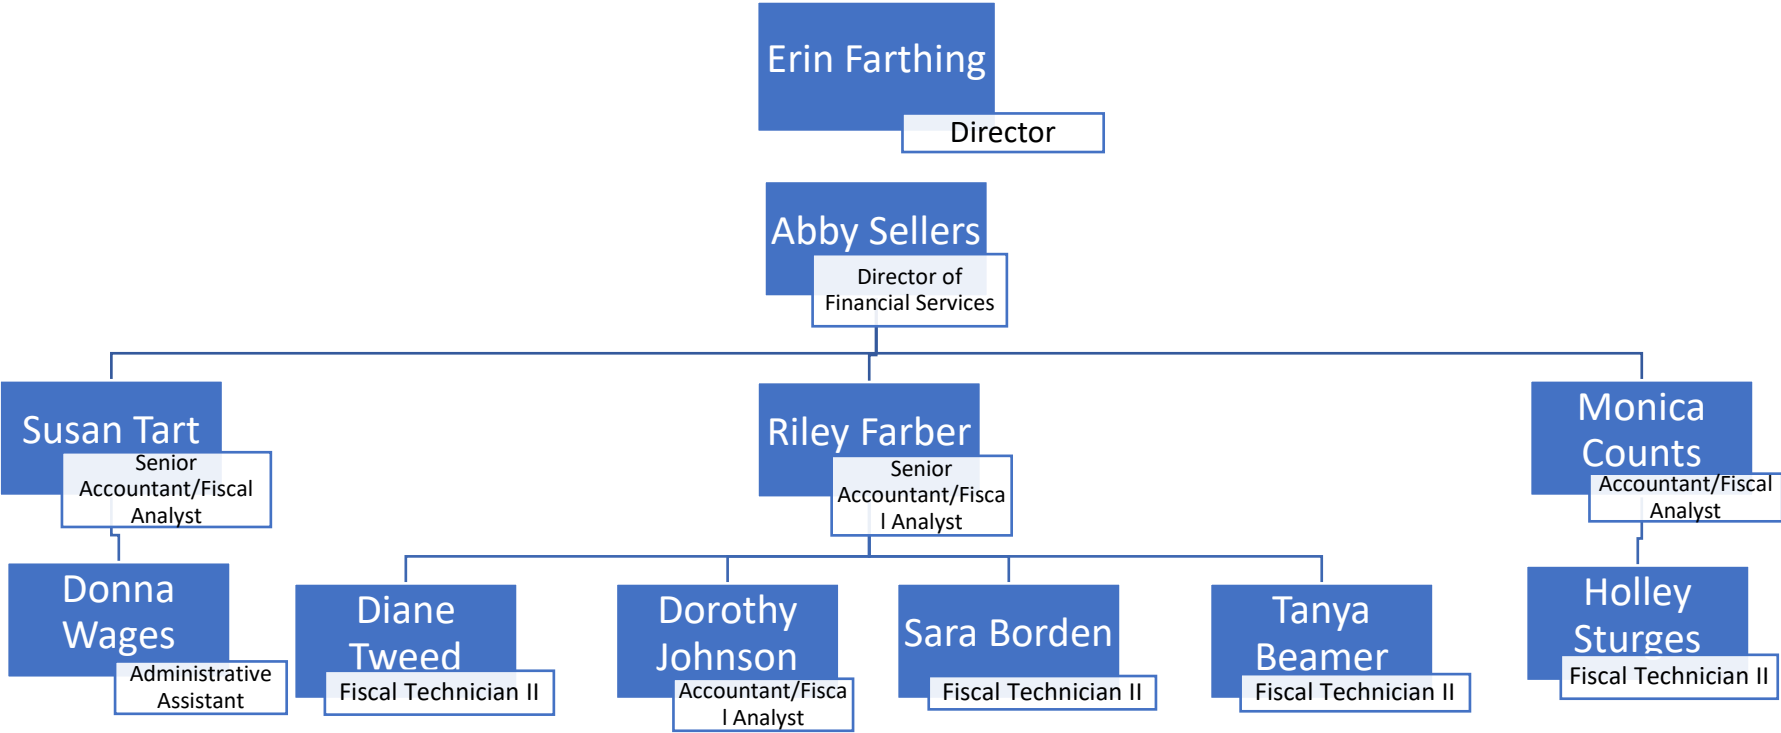 Erin Farthing
Director
Abby Sellers
Director of
Financial Services
Susan Tart
Senior
Accountant/Fiscal
Analyst
Riley Farber
Senior
Accountant/Fisca
l Analyst
Monica
Counts
Accountant/Fiscal
Analyst
Donna
Wages
Administrative
Assistant
Diane
Tweed
Fiscal Technician II
Dorothy
Johnson
Accountant/Fisca
l Analyst
Sara Borden
Fiscal Technician II
Tanya
Beamer
Fiscal Technician II
Holley
Sturges
Fiscal Technician II